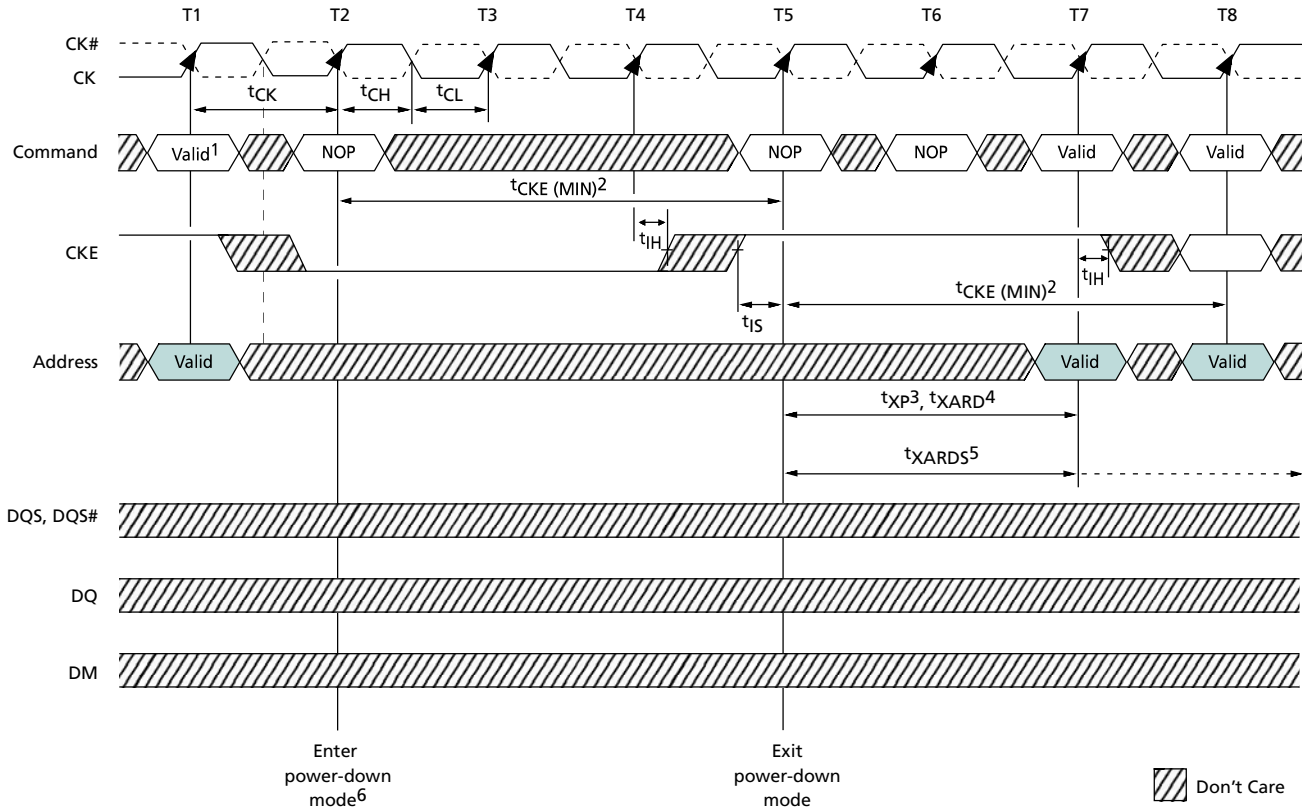 T1 T2 T3 T4 T5 T6 T7 T8
CK#
CK
tCK tCH tCL
Command Valid1 NOP NOP NOP Valid Valid
tCKE (MIN)2
CKE
tIH tIH
tCKE (MIN)2
tIS
Address Valid Valid Valid
tXP3, tXARD4
tXARDS5
DQS, DQS#
DQ
DM
Enter
power-down
mode6
Exit
power-down
mode
Don't Care